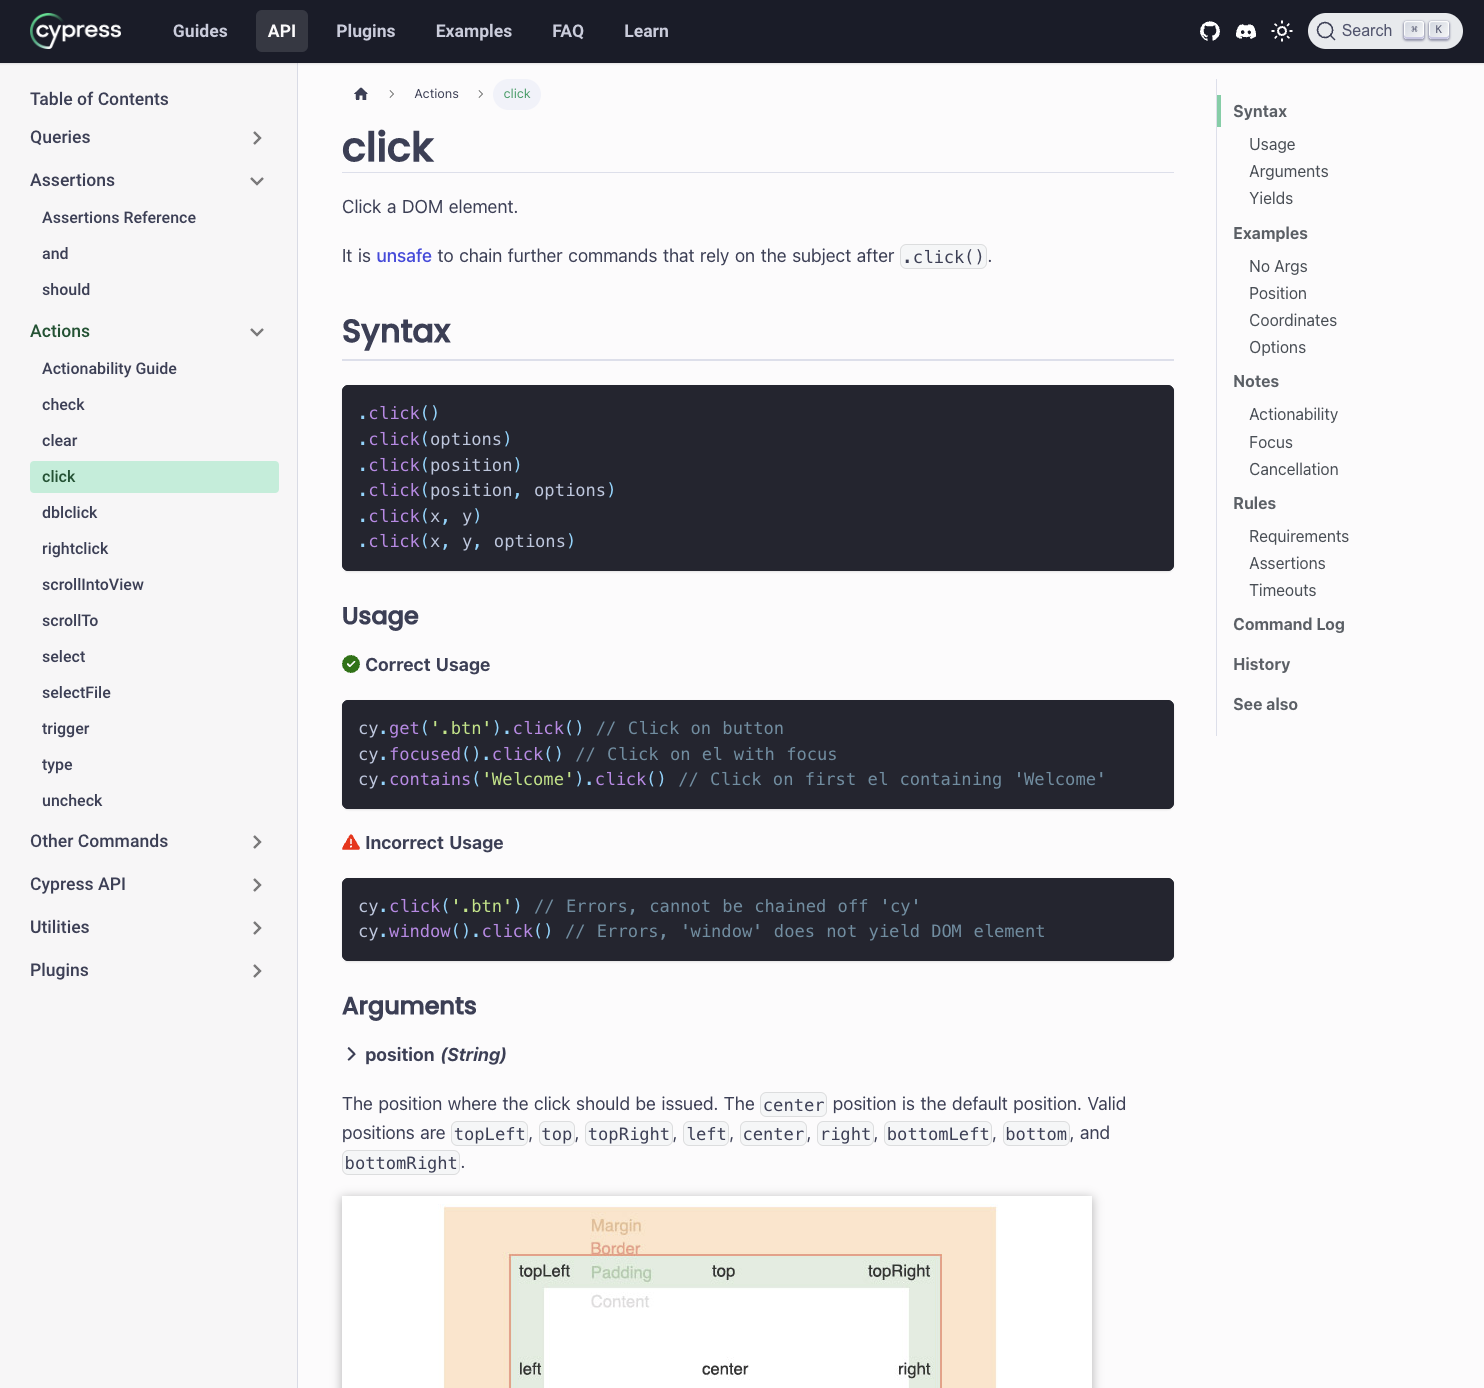 cypress
Guides
API
Plugins
Examples
FAQ
Learn
Search
⌘
K
Table of Contents
Queries
Assertions
Assertions Reference
and
should
Actions
Actionability Guide
check
clear
click
dblclick
rightclick
scrollIntoView
scrollTo
select
selectFile
trigger
type
uncheck
Other Commands
Cypress API
Utilities
Plugins
Actions
click
click
Click a DOM element.
It is unsafe to chain further commands that rely on the subject after .click().
Syntax
.click()
.click(options)
.click(position)
.click(position, options)
.click(x, y)
.click(x, y, options)
Usage
Correct Usage
cy.get('.btn').click() // Click on button
cy.focused().click() // Click on el with focus
cy.contains('Welcome').click() // Click on first el containing 'Welcome'
Incorrect Usage
cy.click('.btn') // Errors, cannot be chained off 'cy'
cy.window().click() // Errors, 'window' does not yield DOM element
Arguments
position (String)
The position where the click should be issued. The center position is the default position. Valid
positions are topLeft, top, topRight, left, center, right, bottomLeft, bottom, and
bottomRight.
Margin
Border
topLeft Padding top topRight
Content
left center right
Syntax
Usage
Arguments
Yields
Examples
No Args
Position
Coordinates
Options
Notes
Actionability
Focus
Cancellation
Rules
Requirements
Assertions
Timeouts
Command Log
History
See also